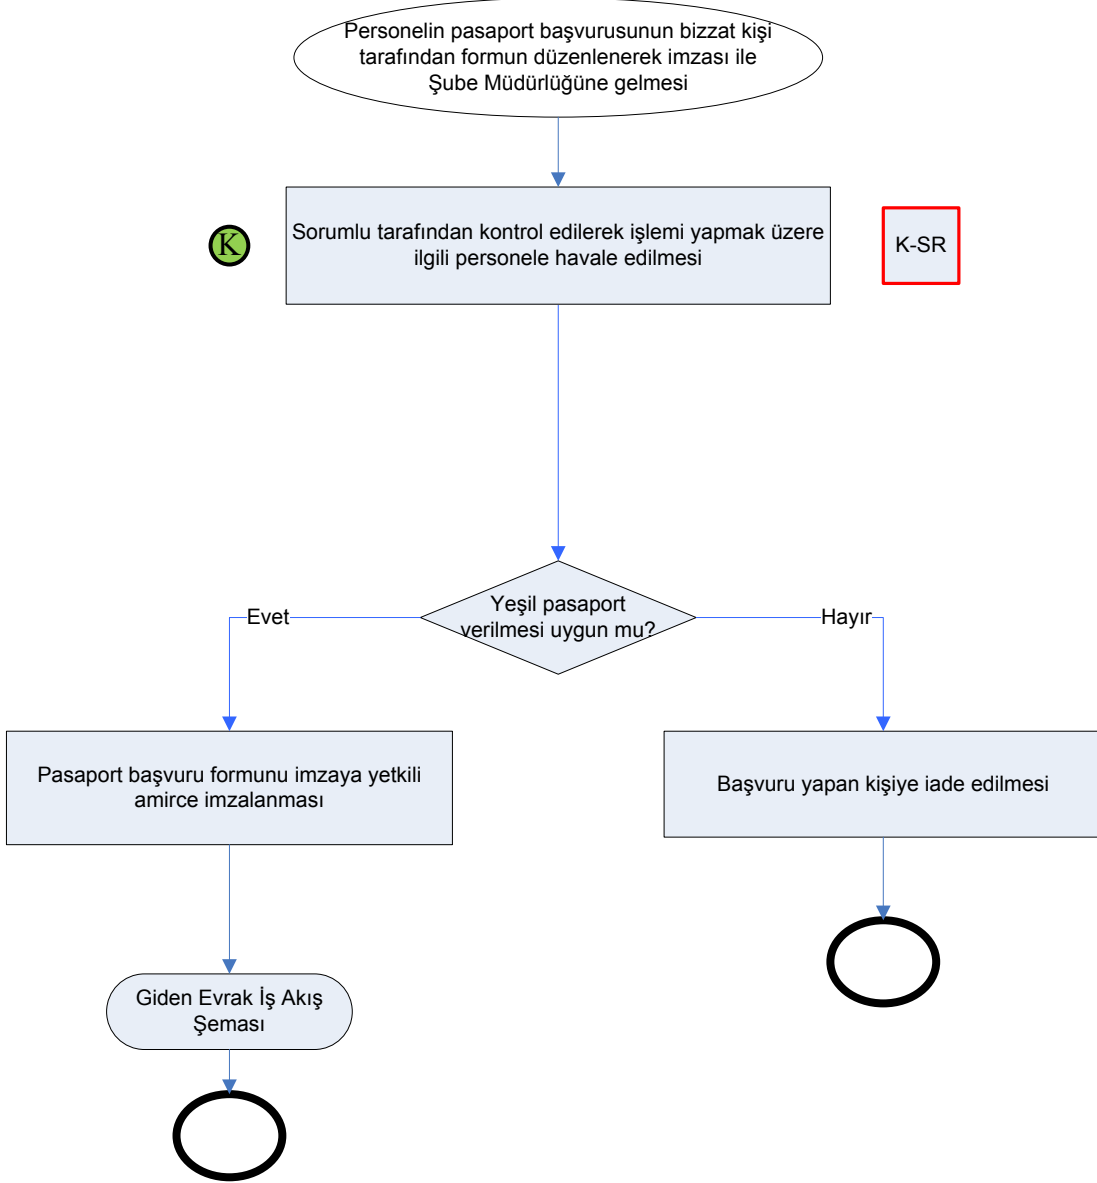 Personelin pasaport başvurusunun bizzat kişi
tarafından formun düzenlenerek imzası ile
Şube Müdürlüğüne gelmesi
K
Sorumlu tarafından kontrol edilerek işlemi yapmak üzere
ilgili personele havale edilmesi
K-SR
Yeşil pasaport
verilmesi uygun mu?
Evet
Hayır
Pasaport başvuru formunu imzaya yetkili
amirce imzalanması
Başvuru yapan kişiye iade edilmesi
Giden Evrak İş Akış
Şeması